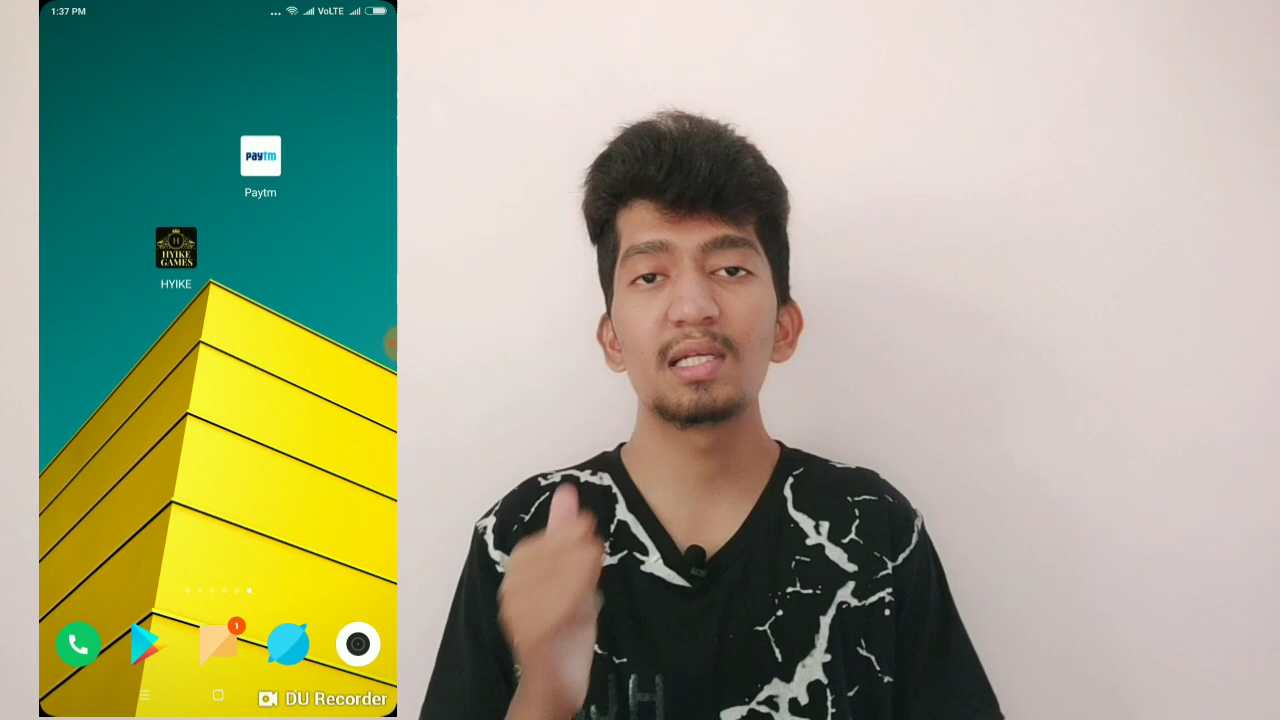 1:37 PM
VoLTE
paytm
Paytm
H
HYIKE
GAMES
HYIKE
1
DU Recorder